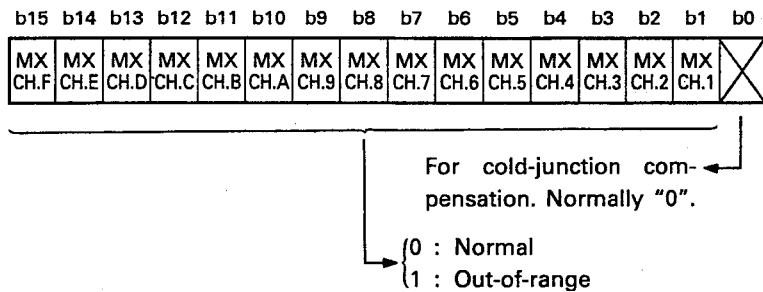 b15 b14 b13 b12 b11 b10 b9 b8 b7 b6 b5 b4 b3 b2 b1 b0
MX MX MX MX MX MX MX MX MX MX MX MX MX MX MX
CH.F CH.E CH.D CH.C CH.B CH.A CH.9 CH.8 CH.7 CH.6 CH.5 CH.4 CH.3 CH.2 CH.1
For cold-junction com-
pensation. Normally "0".
0 : Normal
1 : Out-of-range